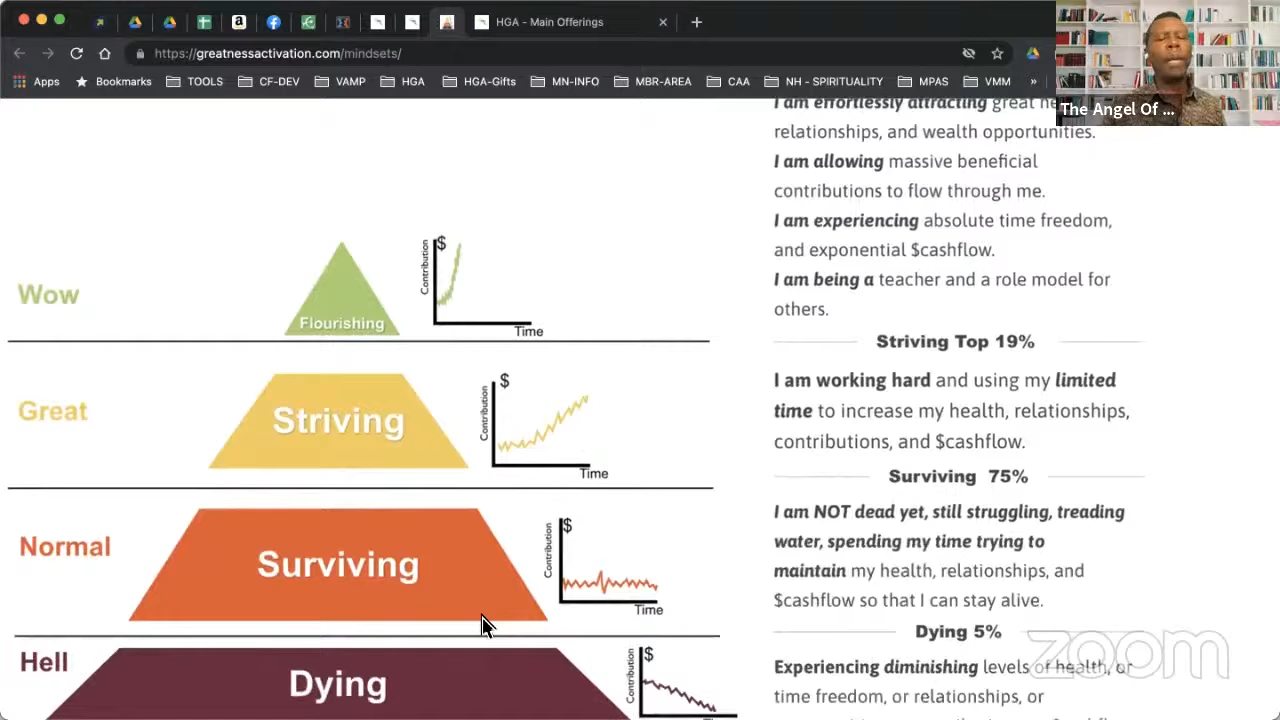 HGA - Main Offerings
https://greatnessactivation.com/mindsets/
Apps Bookmarks TOOLS CF-DEV VAMP HGA HGA-Gifts MN-INFO MBR-AREA CAA NH - SPIRITUALITY MPAS VMM »
The Angel Of ...
Wow
Flourishing
Contribution
$
Time
Great
Striving
Contribution
$
Time
Normal
Surviving
Contribution
$
Time
Hell
Dying
Contribution
$
I am effortlessly attracting great
relationships, and wealth opportunities.
I am allowing massive beneficial
contributions to flow through me.
I am experiencing absolute time freedom,
and exponential $cashflow.
I am being a teacher and a role model for
others.
Striving Top 19%
I am working hard and using my limited
time to increase my health, relationships,
contributions, and $cashflow.
Surviving 75%
I am NOT dead yet, still struggling, treading
water, spending my time trying to
maintain my health, relationships, and
$cashflow so that I can stay alive.
Dying 5%
Experiencing diminishing levels of health, or
time freedom, or relationships, or
zoom